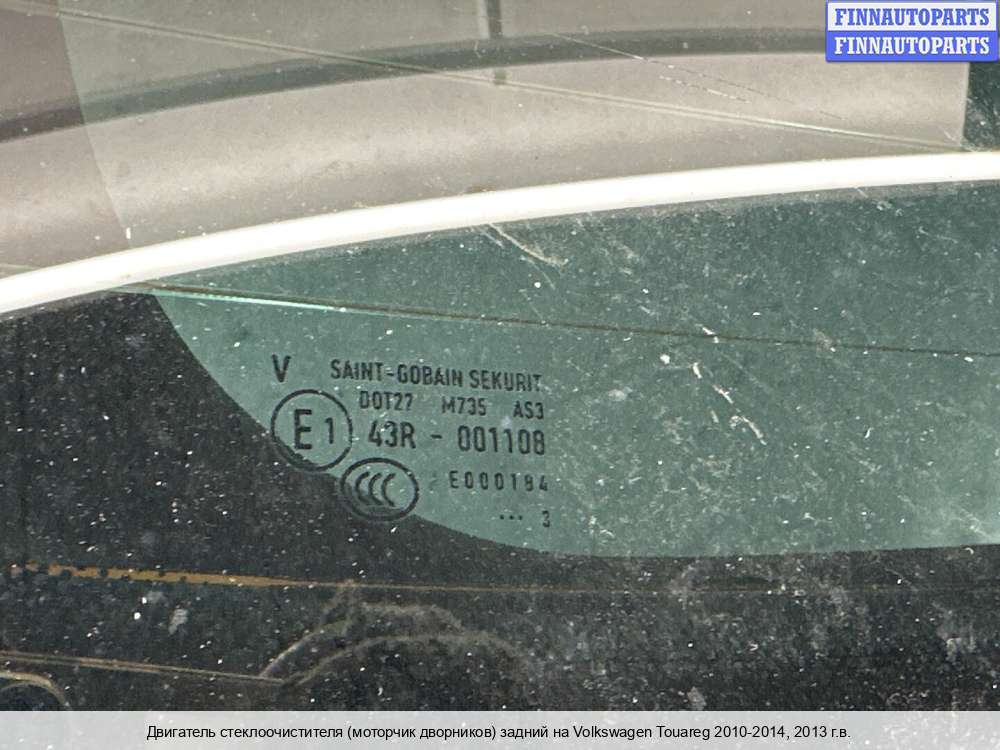 FINNAUTOPARTS
FINNAUTOPARTS
V SAINT-GOBAIN SEKURIT
DOT27 M735 AS3
E1 43R - 001108
CCC E000184
... 3
Двигатель стеклоочистителя (моторчик дворников) задний на Volkswagen Touareg 2010-2014, 2013 г.в.